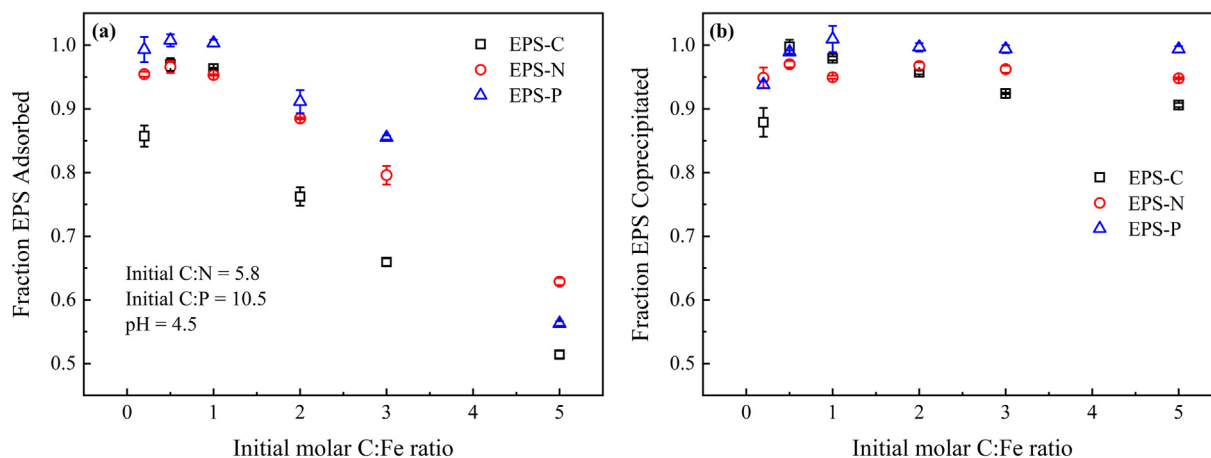 (a)
EPS-C
EPS-N
EPS-P
1.0
0.9
0.8
0.7
0.6
0.5
Fraction EPS Adsorbed
Initial C:N = 5.8
Initial C:P = 10.5
pH = 4.5
0 1 2 3 4 5
Initial molar C:Fe ratio
(b)
1.0
0.9
0.8
0.7
0.6
0.5
Fraction EPS Coprecipitated
EPS-C
EPS-N
EPS-P
0 1 2 3 4 5
Initial molar C:Fe ratio